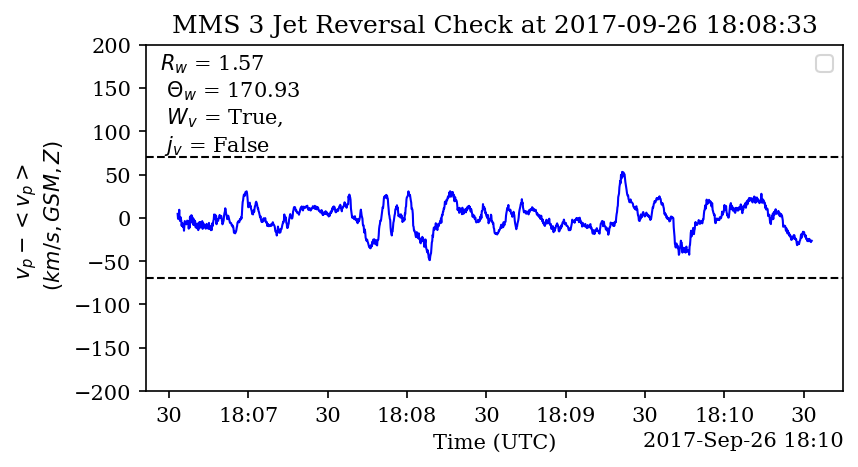 MMS 3 Jet Reversal Check at 2017-09-26 18:08:33
200
150
100
50
0
−50
−100
−150
−200
v_p − < v_p >
(km/s, GSM, Z)
R_w = 1.57
Θ_w = 170.93
W_v = True,
j_v = False
30 18:07 30 18:08 30 18:09 30 18:10 30
Time (UTC)
2017-Sep-26 18:10